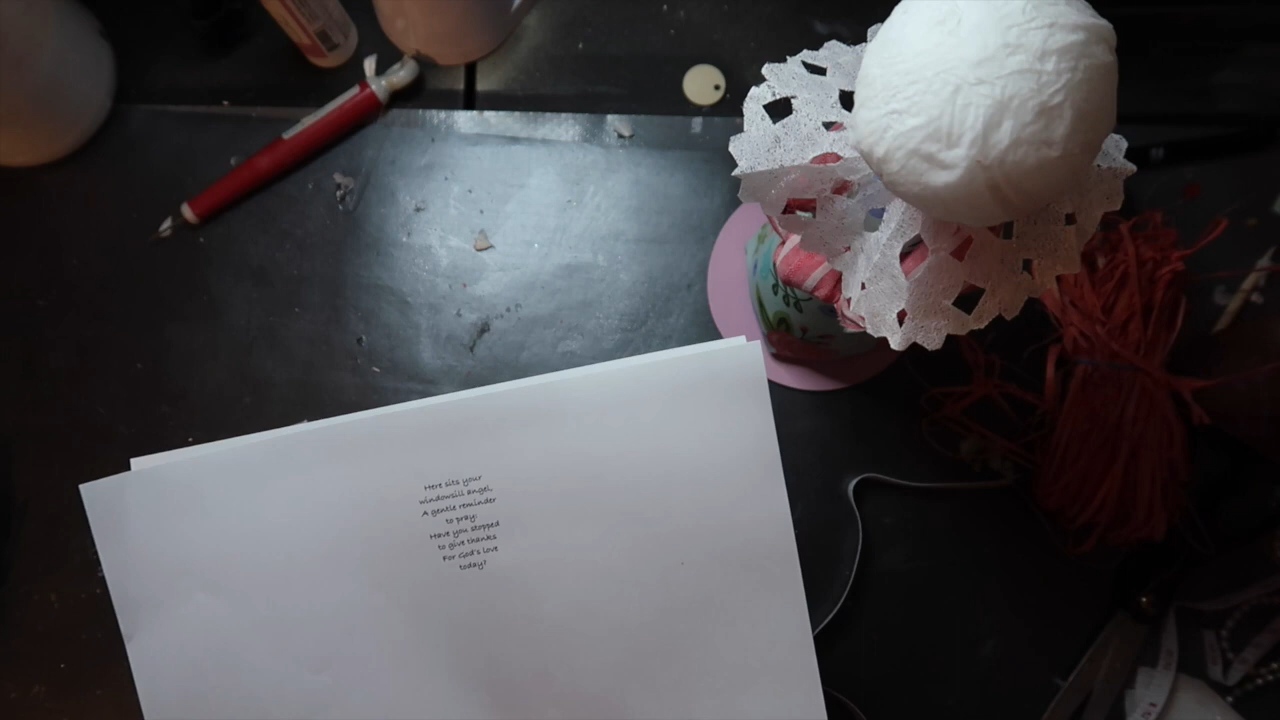 Here sits your
windowsill angel,
A gentle reminder
to pray:
Have you stopped
to give thanks
For God's love
today?